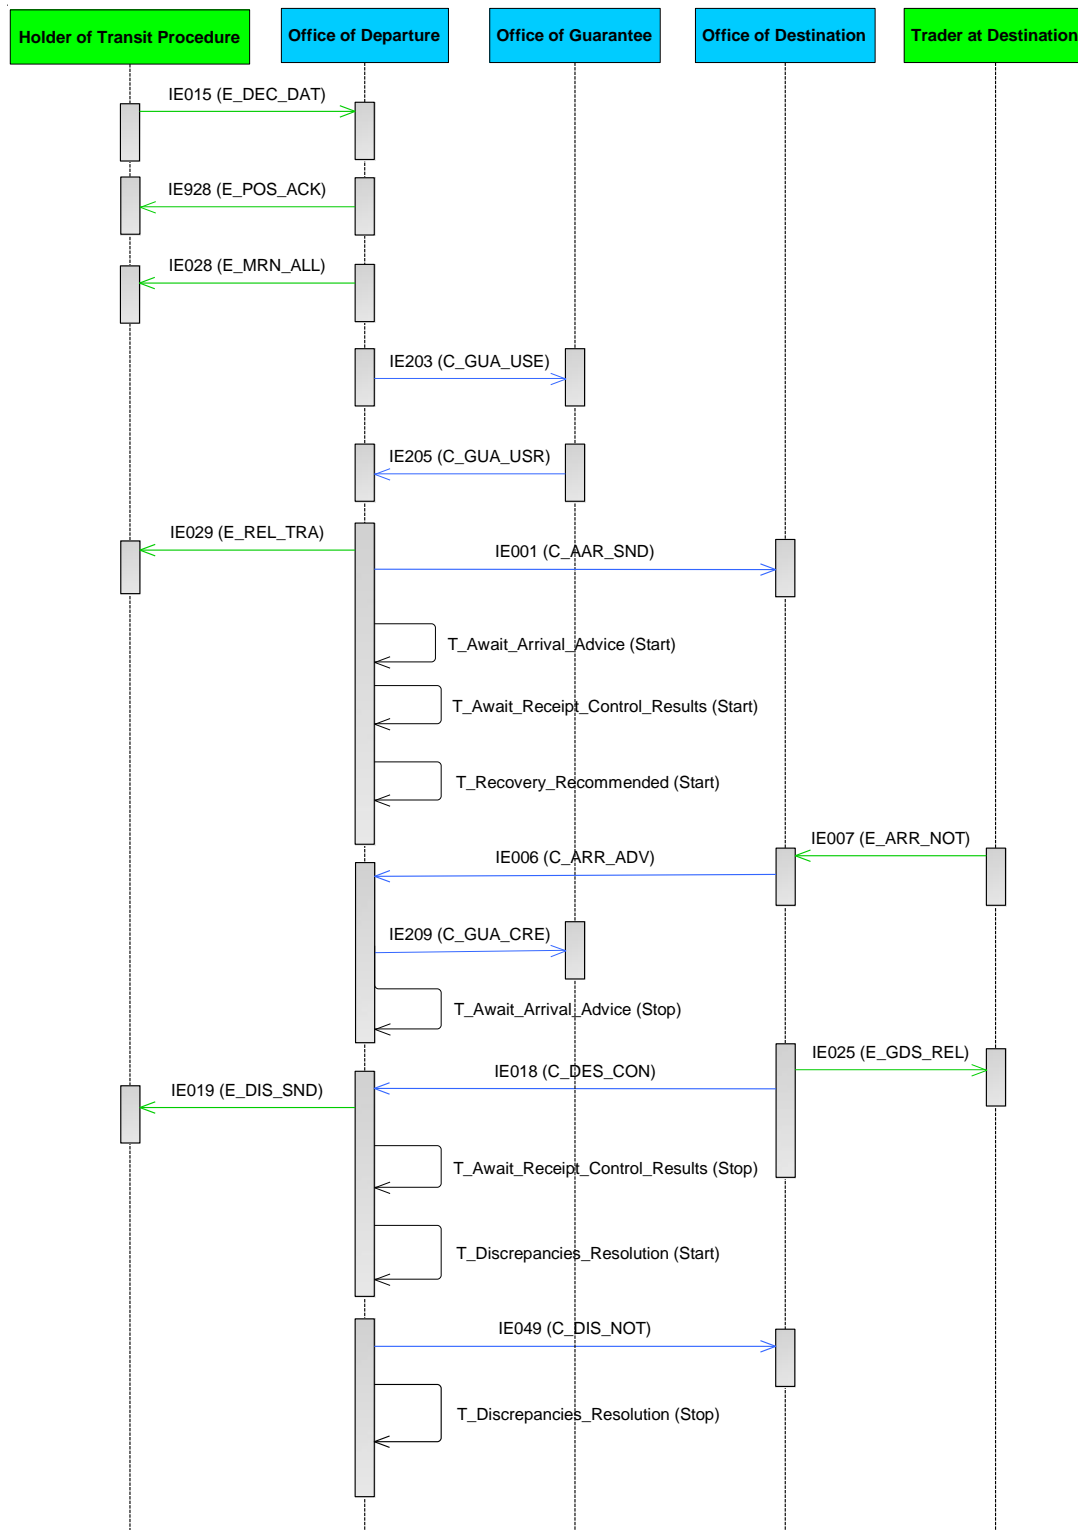 Holder of Transit Procedure
Office of Departure
Office of Guarantee
Office of Destination
Trader at Destination
IE015 (E_DEC_DAT)
IE928 (E_POS_ACK)
IE028 (E_MRN_ALL)
IE203 (C_GUA_USE)
IE205 (C_GUA_USR)
IE029 (E_REL_TRA)
IE001 (C_AAR_SND)
T_Await_Arrival_Advice (Start)
T_Await_Receipt_Control_Results (Start)
T_Recovery_Recommended (Start)
IE007 (E_ARR_NOT)
IE006 (C_ARR_ADV)
IE209 (C_GUA_CRE)
T_Await_Arrival_Advice (Stop)
IE025 (E_GDS_REL)
IE018 (C_DES_CON)
IE019 (E_DIS_SND)
T_Await_Receipt_Control_Results (Stop)
T_Discrepancies_Resolution (Start)
IE049 (C_DIS_NOT)
T_Discrepancies_Resolution (Stop)